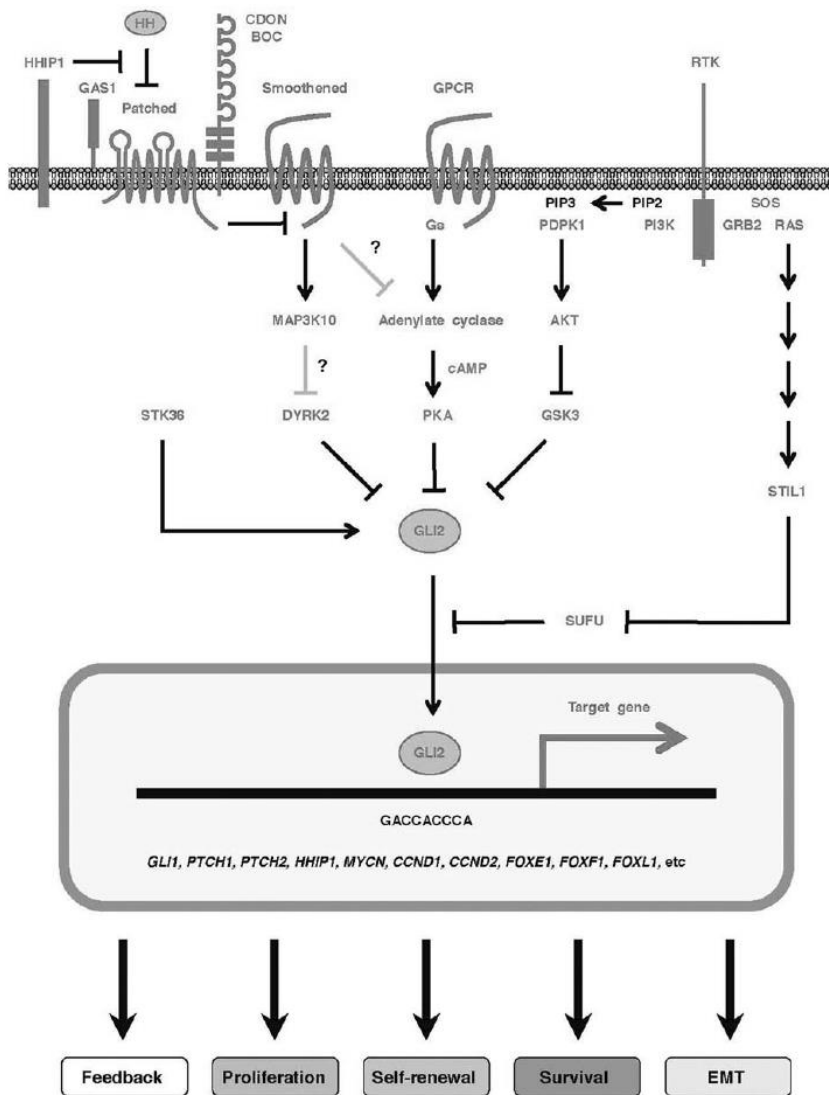 HH
CDON
BOC
HHIP1
GAS1
Patched
Smoothened
GPCR
RTK
PIP3
PIP2
SOS
Gs
PDPK1
PI3K
GRB2
RAS
?
MAP3K10
Adenylate cyclase
AKT
?
cAMP
STK36
DYRK2
PKA
GSK3
STIL1
GLI2
SUFU
Target gene
GLI2
GACCACCCA
GLI1, PTCH1, PTCH2, HHIP1, MYCN, CCND1, CCND2, FOXE1, FOXF1, FOXL1, etc
Feedback
Proliferation
Self-renewal
Survival
EMT